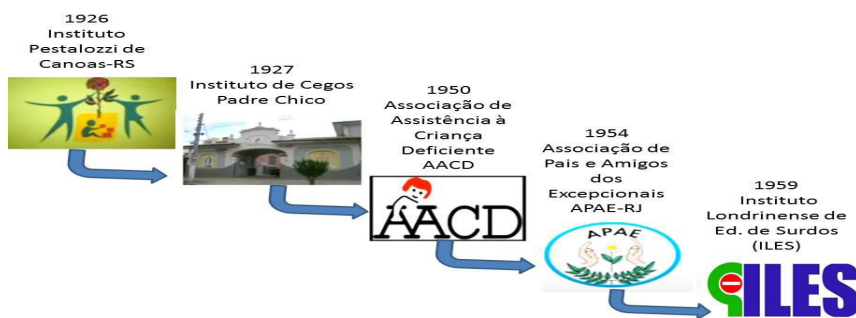 1926
Instituto
Pestalozzi de
Canoas-RS
1927
Instituto de Cegos
Padre Chico
1950
Associação de
Assistência à
Criança
Deficiente
AACD
AACD
1954
Associação de
Pais e Amigos
dos
Excepcionais
APAE-RJ
APAE
1959
Instituto
Londrinense de
Ed. de Surdos
(ILES)
ILES